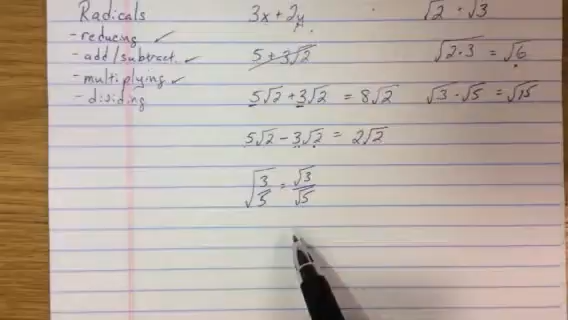 Radicals
- reducing ✓
- add/subtract ✓
- multiplying ✓
- dividing
3x + 2y
5 + 3√2
5√2 + 3√2 = 8√2
5√2 - 3√2 = 2√2
√(3/5) = √3/√5
√2 · √3
√(2·3) = √6
√3 · √5 = √15